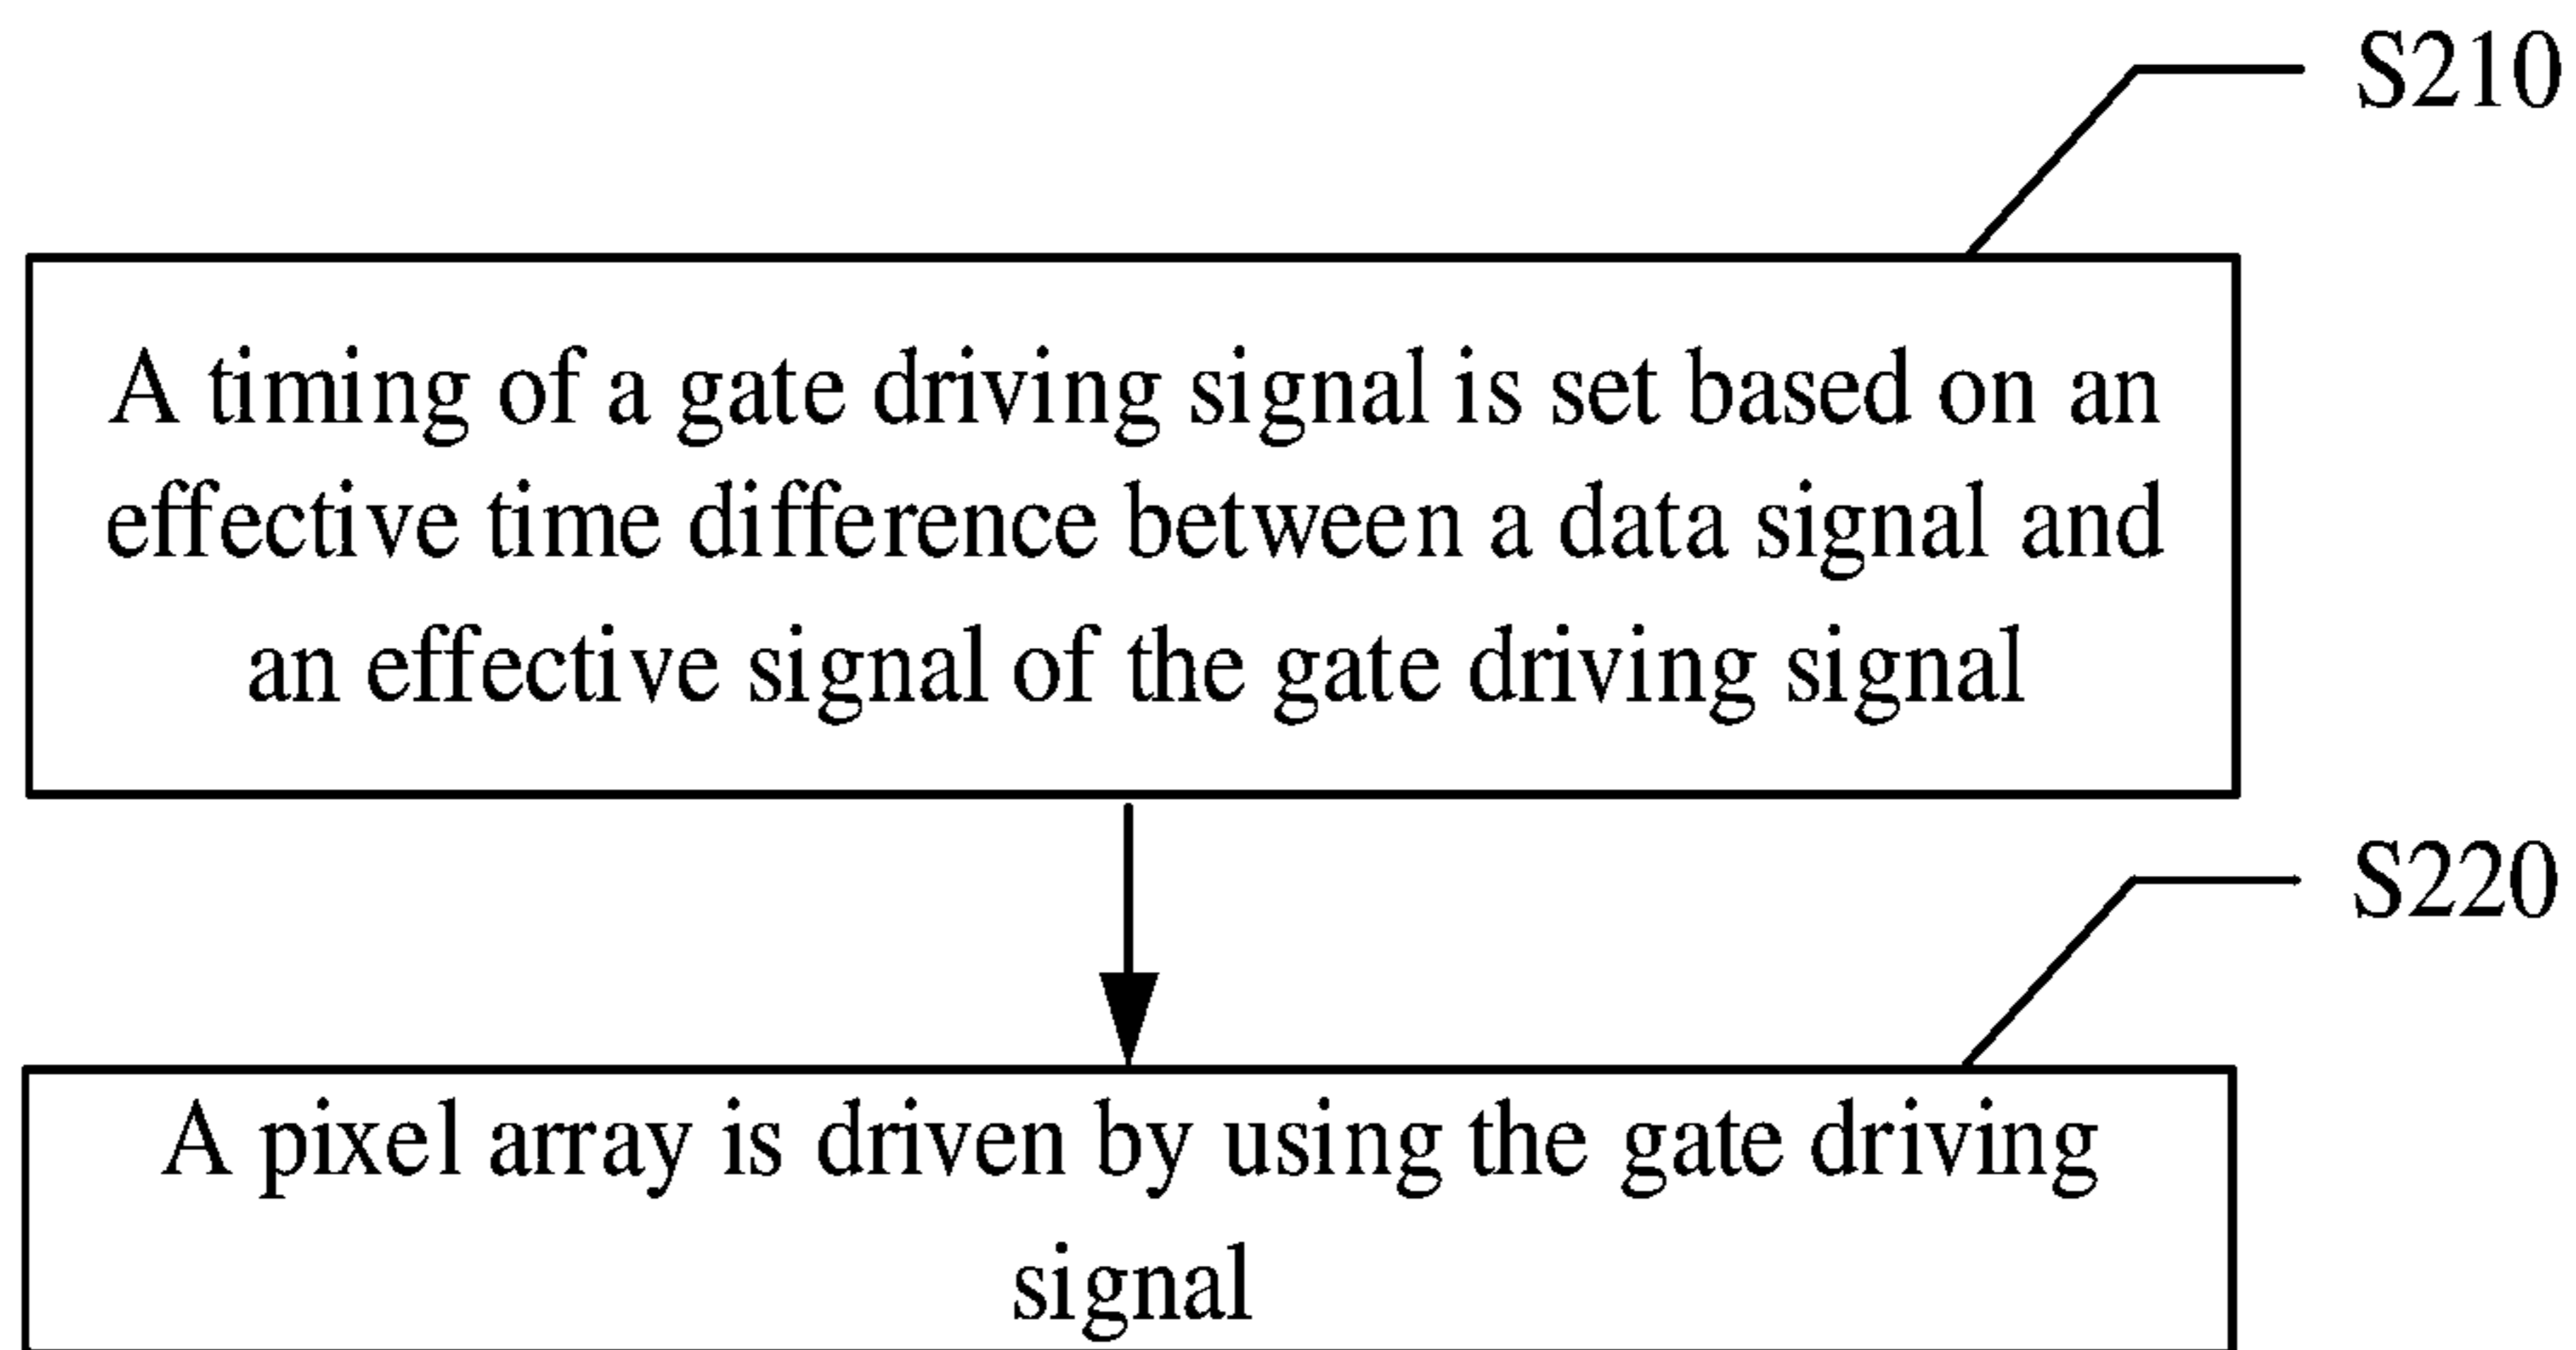 S210
A timing of a gate driving signal is set based on an
effective time difference between a data signal and
an effective signal of the gate driving signal
S220
A pixel array is driven by using the gate driving
signal